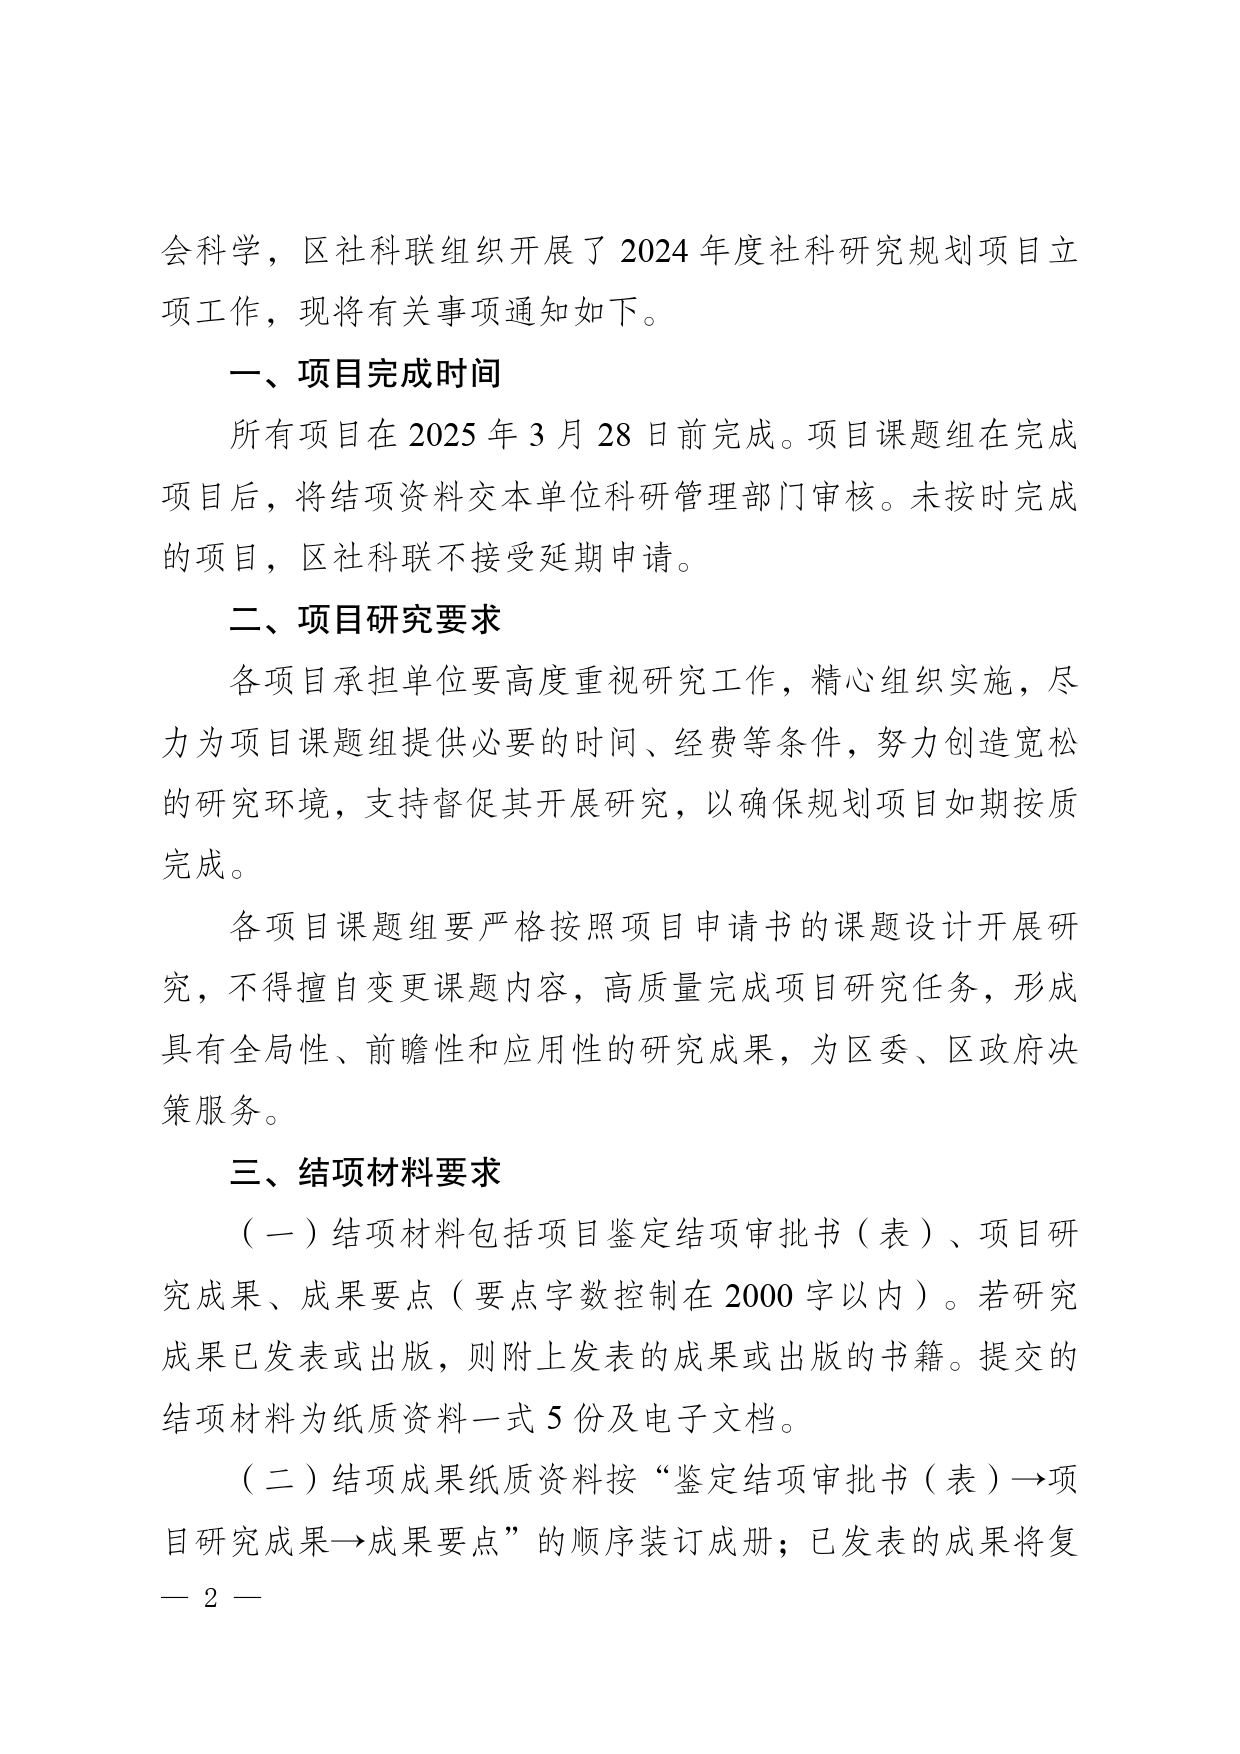 会科学，区社科联组织开展了 2024 年度社科研究规划项目立
项工作，现将有关事项通知如下。
一、项目完成时间
所有项目在 2025 年 3 月 28 日前完成。项目课题组在完成
项目后，将结项资料交本单位科研管理部门审核。未按时完成
的项目，区社科联不接受延期申请。
二、项目研究要求
各项目承担单位要高度重视研究工作，精心组织实施，尽
力为项目课题组提供必要的时间、经费等条件，努力创造宽松
的研究环境，支持督促其开展研究，以确保规划项目如期按质
完成。
各项目课题组要严格按照项目申请书的课题设计开展研
究，不得擅自变更课题内容，高质量完成项目研究任务，形成
具有全局性、前瞻性和应用性的研究成果，为区委、区政府决
策服务。
三、结项材料要求
（一）结项材料包括项目鉴定结项审批书（表）、项目研
究成果、成果要点（要点字数控制在 2000 字以内）。若研究
成果已发表或出版，则附上发表的成果或出版的书籍。提交的
结项材料为纸质资料一式 5 份及电子文档。
（二）结项成果纸质资料按“鉴定结项审批书（表）→项
目研究成果→成果要点”的顺序装订成册；已发表的成果将复
— 2 —